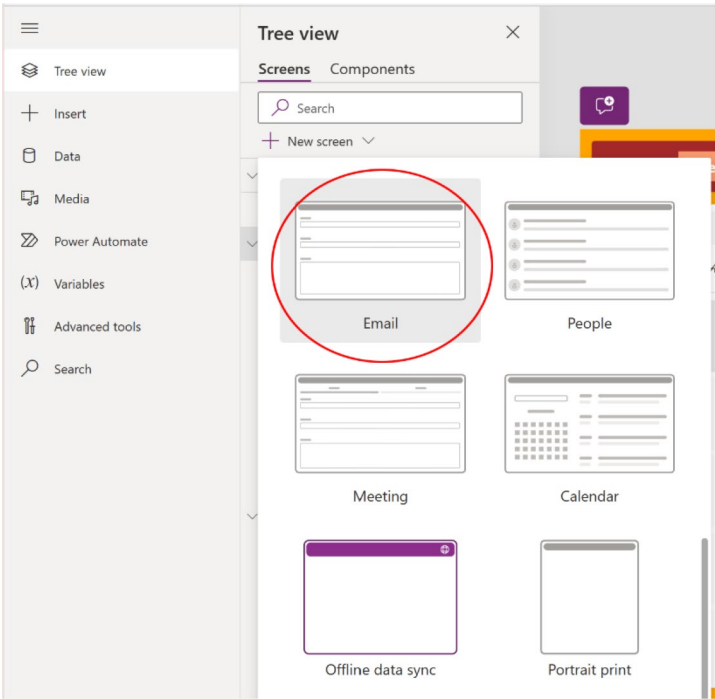 Tree view
Screens Components
Search
New screen
Tree view
Insert
Data
Media
Power Automate
(x) Variables
Advanced tools
Search
Email People
Meeting Calendar
Offline data sync Portrait print